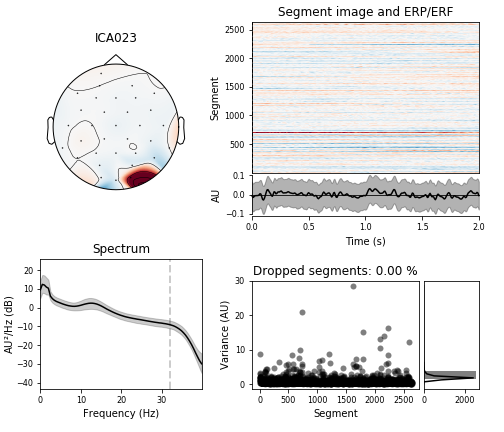 ICA023
Segment image and ERP/ERF
Segment
2500
2000
1500
1000
500
AU
0.1
0.0
−0.1
0.0 0.5 1.0 1.5 2.0
Time (s)
Spectrum
AU²/Hz (dB)
20
10
0
−10
−20
−30
−40
0 10 20 30
Frequency (Hz)
Dropped segments: 0.00 %
Variance (AU)
30
20
10
0
0 500 1000 1500 2000 2500
Segment
0 2000